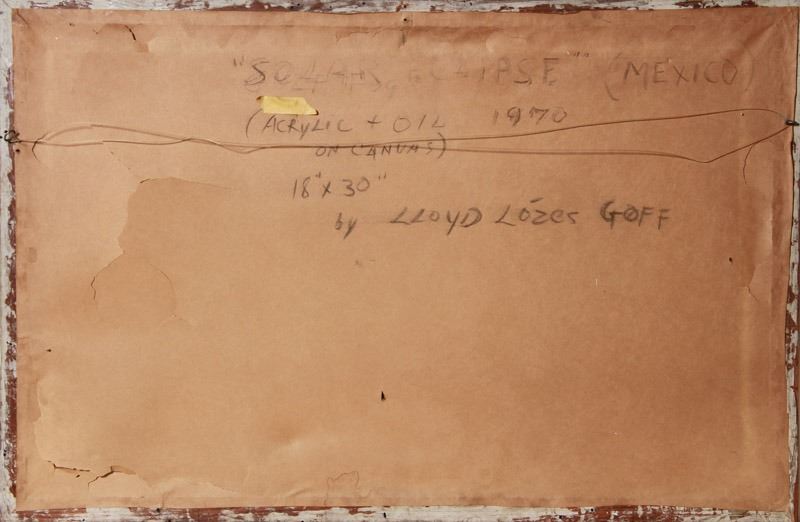 "SOLAR ECLIPSE" (MEXICO)
(ACRYLIC + OIL 1970
ON CANVAS)
18" x 30"
by LLOYD Lózes GOFF